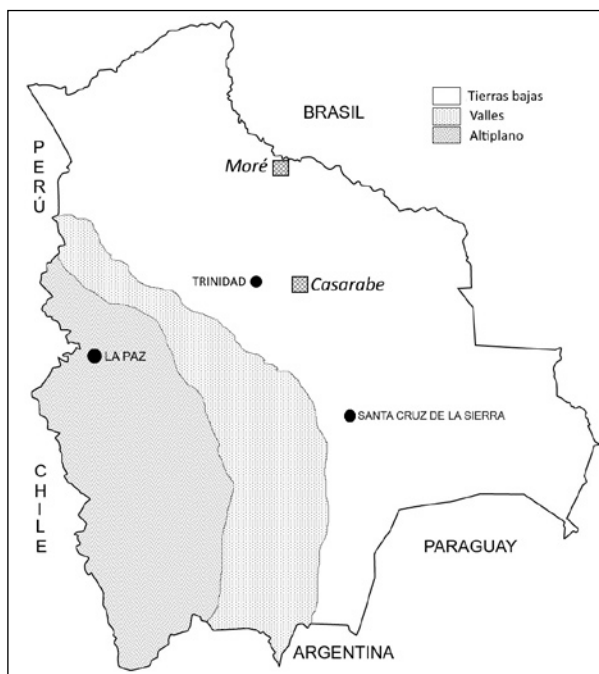 Tierras bajas
Valles
Altiplano
BRASIL
PERÚ
Moré
TRINIDAD
Casarabe
LA PAZ
SANTA CRUZ DE LA SIERRA
CHILE
PARAGUAY
ARGENTINA